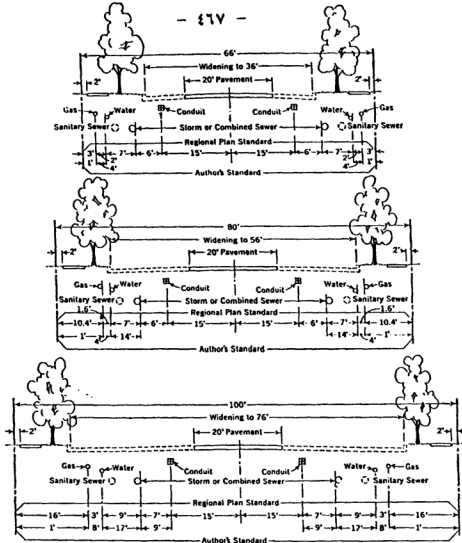 - ٤٦٧ -
66'
Widening to 36'
2' 20' Pavement 2'
Gas Water Conduit Conduit Water Gas
Sanitary Sewer Storm or Combined Sewer Sanitary Sewer
Regional Plan Standard
3' 7' 6' 15' 15' 6' 7' 3'
1' 2' 4' 2' 4' 1'
Author's Standard
80'
Widening to 56'
2' 20' Pavement 2'
Gas Water Conduit Conduit Water Gas
Sanitary Sewer Storm or Combined Sewer Sanitary Sewer
1.6' Regional Plan Standard 1.6'
10.4' 7' 6' 15' 15' 6' 7' 10.4'
1' 4' 14' 14' 4' 1'
Author's Standard
100'
Widening to 76'
2' 20' Pavement 2'
Gas Water Conduit Conduit Water Gas
Sanitary Sewer Storm or Combined Sewer Sanitary Sewer
Regional Plan Standard
16' 3' 9' 7' 15' 15' 7' 9' 3' 16'
1' 8' 17' 9' 9' 17' 8' 1'
Author's Standard